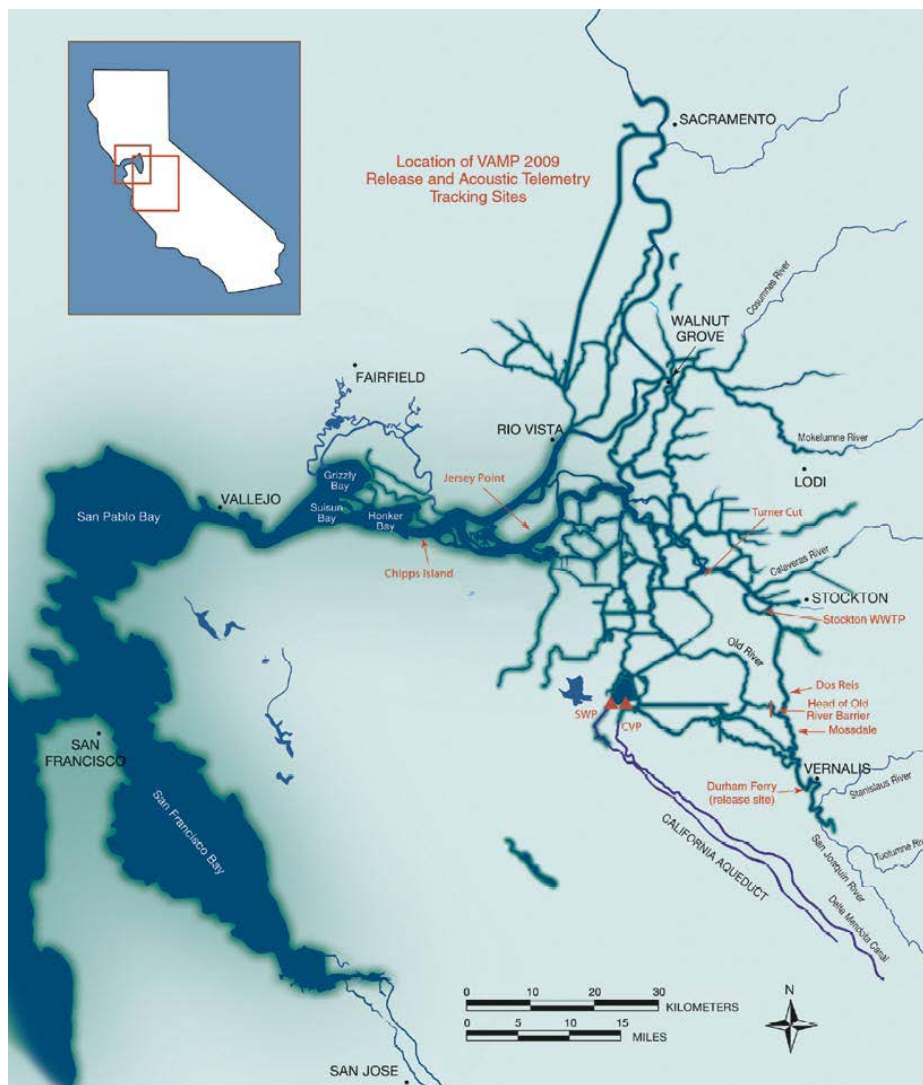 SACRAMENTO
Location of VAMP 2009
Release and Acoustic Telemetry
Tracking Sites
Cosumnes River
WALNUT
GROVE
FAIRFIELD
RIO VISTA
Mokelumne River
LODI
Grizzly
Bay
Jersey Point
VALLEJO
San Pablo Bay
Suisun
Bay
Honker
Bay
Turner Cut
Chipps Island
Calaveras River
STOCKTON
Stockton WWTP
Old River
Dos Reis
Head of Old
River Barrier
SWP
CVP
Mossdale
SAN
FRANCISCO
VERNALIS
Durham Ferry
(release site)
Stanislaus River
San Francisco Bay
CALIFORNIA AQUEDUCT
San Joaquin River
Tuolumne Riv
Delta Mendota Canal
0 10 20 30
KILOMETERS
0 5 10 15
MILES
N
SAN JOSE